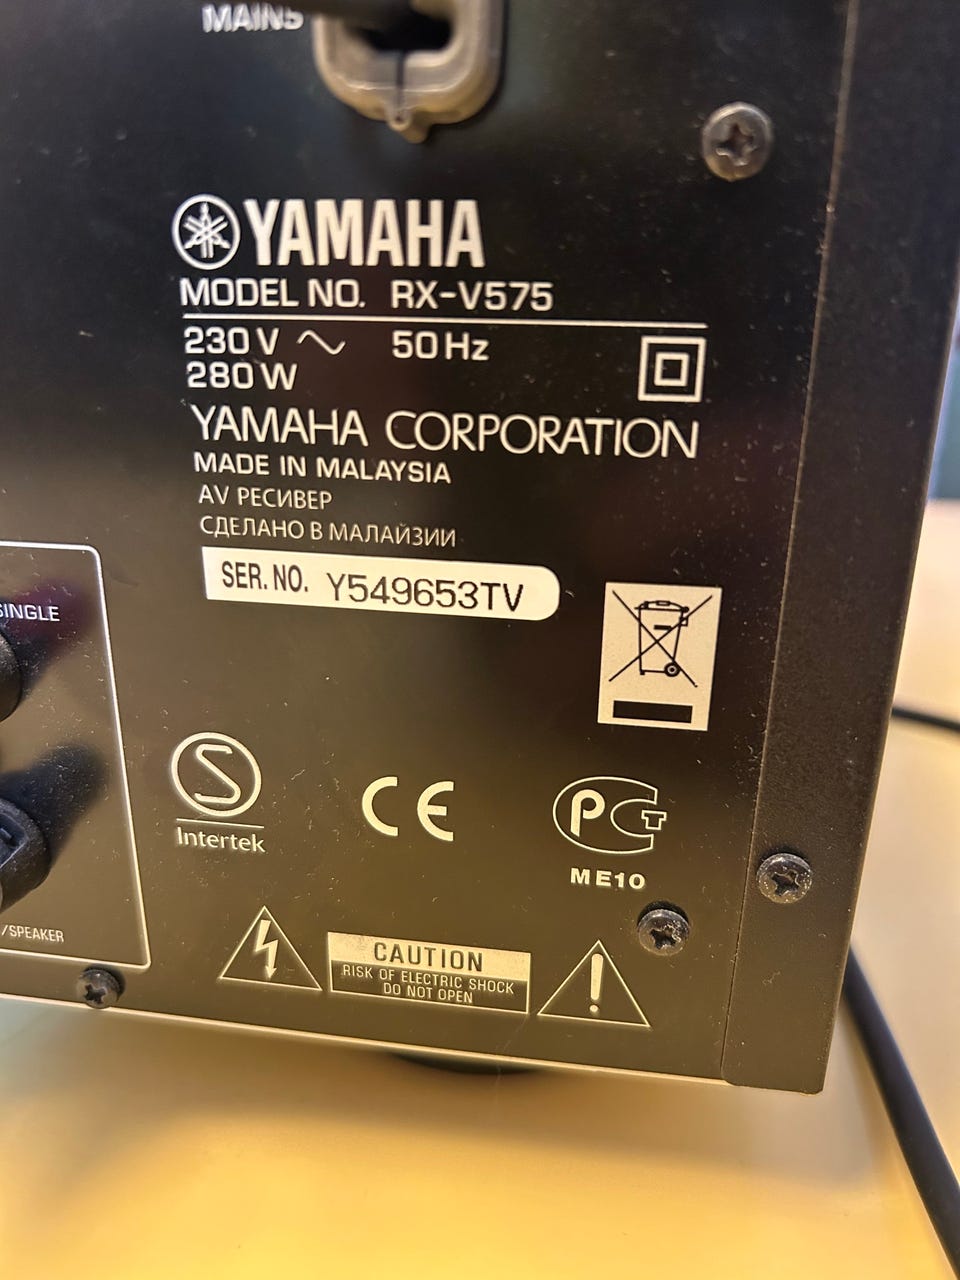 MAINS
YAMAHA
MODEL NO. RX-V575
230 V ~ 50 Hz
280 W
YAMAHA CORPORATION
MADE IN MALAYSIA
AV РЕСИВЕР
СДЕЛАНО В МАЛАЙЗИИ
SER. NO. Y549653TV
SINGLE
S
Intertek
CE
РСТ
ME10
/SPEAKER
CAUTION
RISK OF ELECTRIC SHOCK
DO NOT OPEN